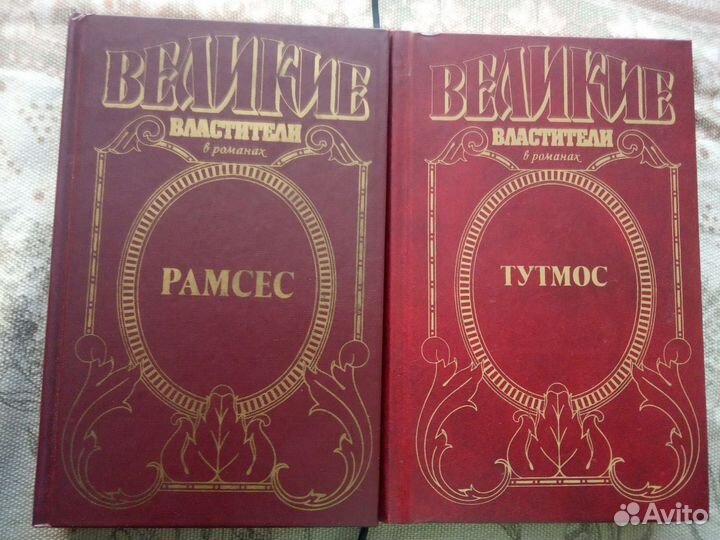 ВЕЛИКИЕ
ВЛАСТИТЕЛИ
в романах
РАМСЕС
ВЕЛИКИЕ
ВЛАСТИТЕЛИ
в романах
ТУТМОС
Avito